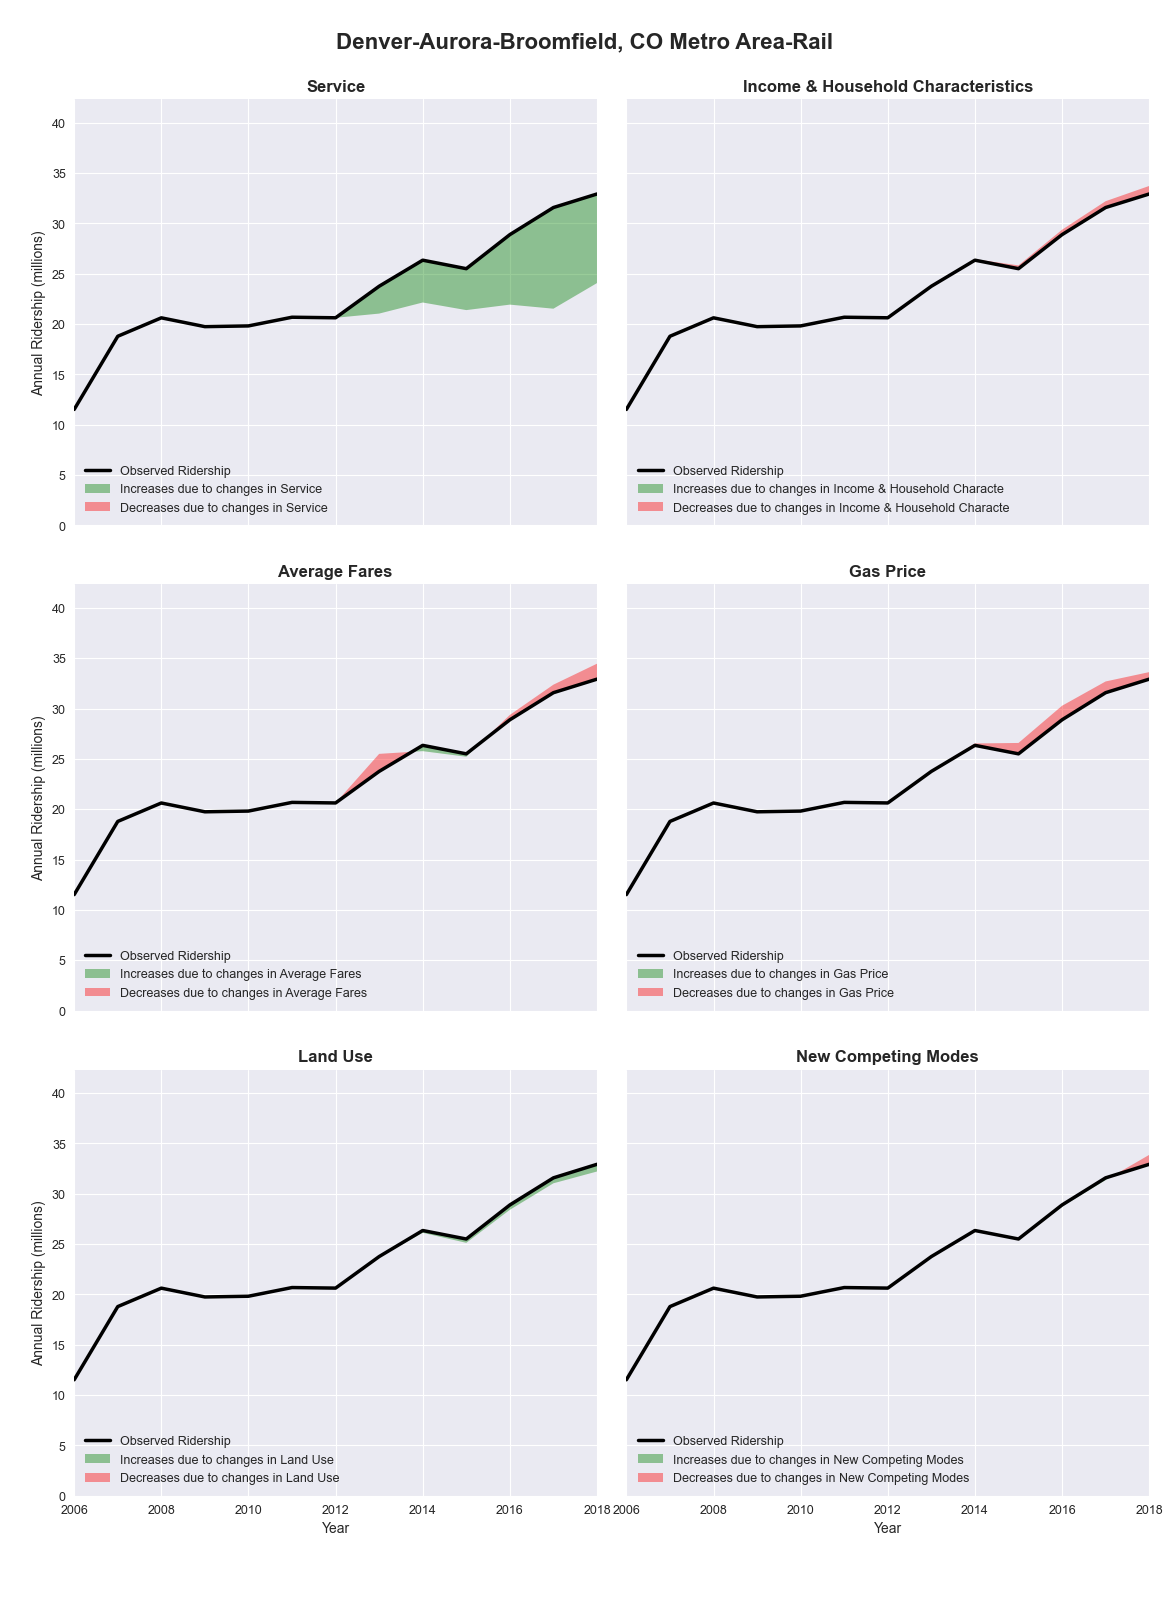 Denver-Aurora-Broomfield, CO Metro Area-Rail
Service
Income & Household Characteristics
40
35
30
25
20
15
10
5
0
Annual Ridership (millions)
Observed Ridership
Increases due to changes in Service
Decreases due to changes in Service
Observed Ridership
Increases due to changes in Income & Household Characte
Decreases due to changes in Income & Household Characte
Average Fares
Gas Price
40
35
30
25
20
15
10
5
0
Annual Ridership (millions)
Observed Ridership
Increases due to changes in Average Fares
Decreases due to changes in Average Fares
Observed Ridership
Increases due to changes in Gas Price
Decreases due to changes in Gas Price
Land Use
New Competing Modes
40
35
30
25
20
15
10
5
0
Annual Ridership (millions)
Observed Ridership
Increases due to changes in Land Use
Decreases due to changes in Land Use
Observed Ridership
Increases due to changes in New Competing Modes
Decreases due to changes in New Competing Modes
2006 2008 2010 2012 2014 2016 2018
2006 2008 2010 2012 2014 2016 2018
Year
Year